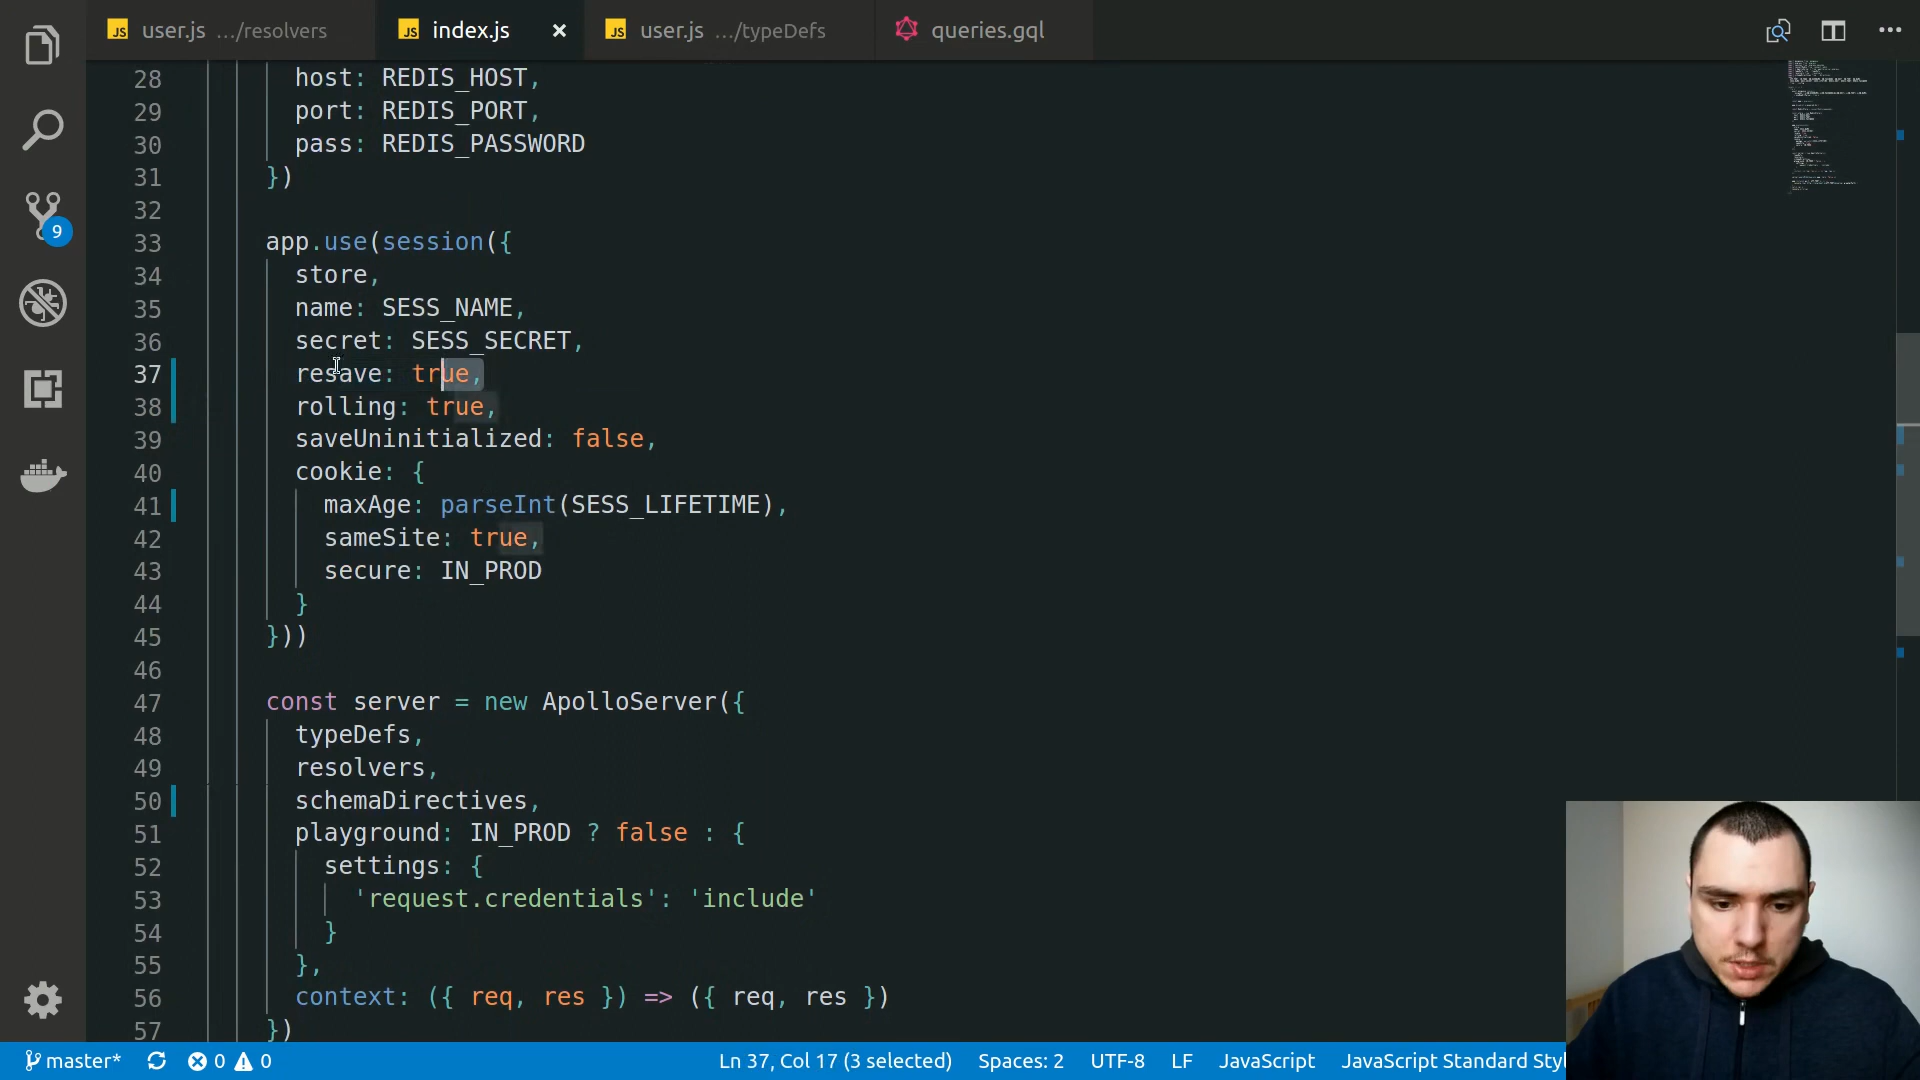 JS user.js …/resolvers JS index.js × JS user.js …/typeDefs queries.gql
28 host: REDIS_HOST,
29 port: REDIS_PORT,
30 pass: REDIS_PASSWORD
31 })
32
33 app.use(session({
34 store,
35 name: SESS_NAME,
36 secret: SESS_SECRET,
37 resave: true,
38 rolling: true,
39 saveUninitialized: false,
40 cookie: {
41 maxAge: parseInt(SESS_LIFETIME),
42 sameSite: true,
43 secure: IN_PROD
44 }
45 }))
46
47 const server = new ApolloServer({
48 typeDefs,
49 resolvers,
50 schemaDirectives,
51 playground: IN_PROD ? false : {
52 settings: {
53 'request.credentials': 'include'
54 }
55 },
56 context: ({ req, res }) => ({ req, res })
57 })
9
master* 0 0 Ln 37, Col 17 (3 selected) Spaces: 2 UTF-8 LF JavaScript JavaScript Standard Styl